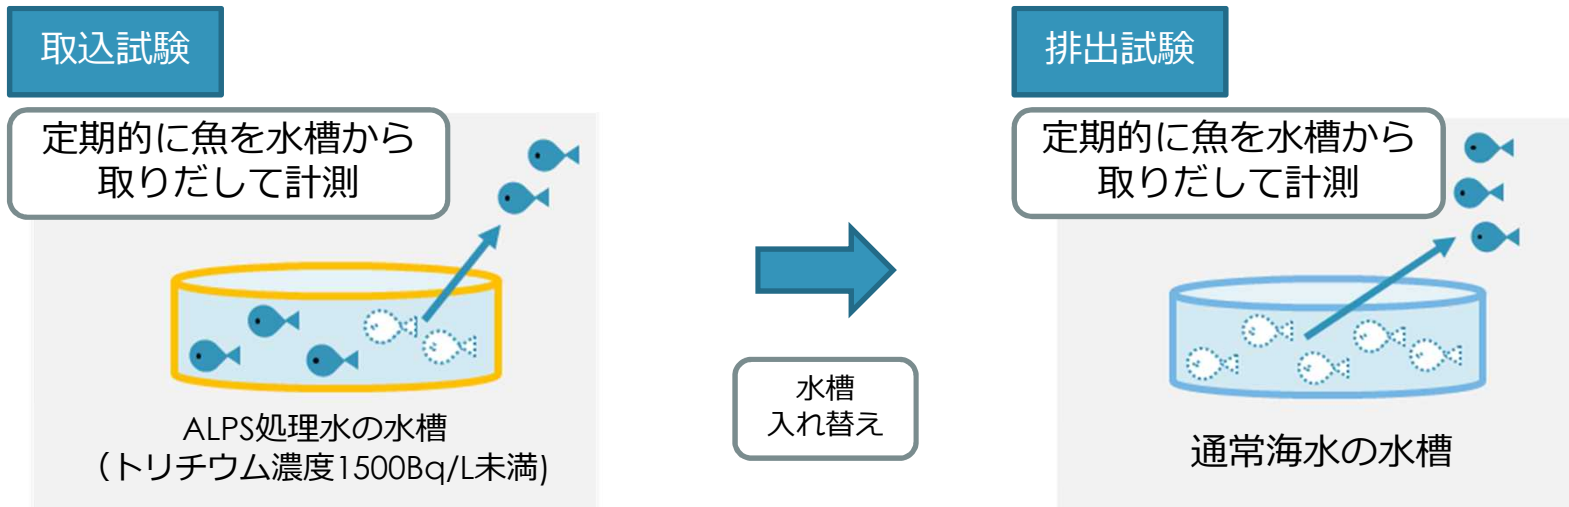 取込試験
定期的に魚を水槽から
取りだして計測
ALPS処理水の水槽
（トリチウム濃度1500Bq/L未満)
水槽
入れ替え
排出試験
定期的に魚を水槽から
取りだして計測
通常海水の水槽